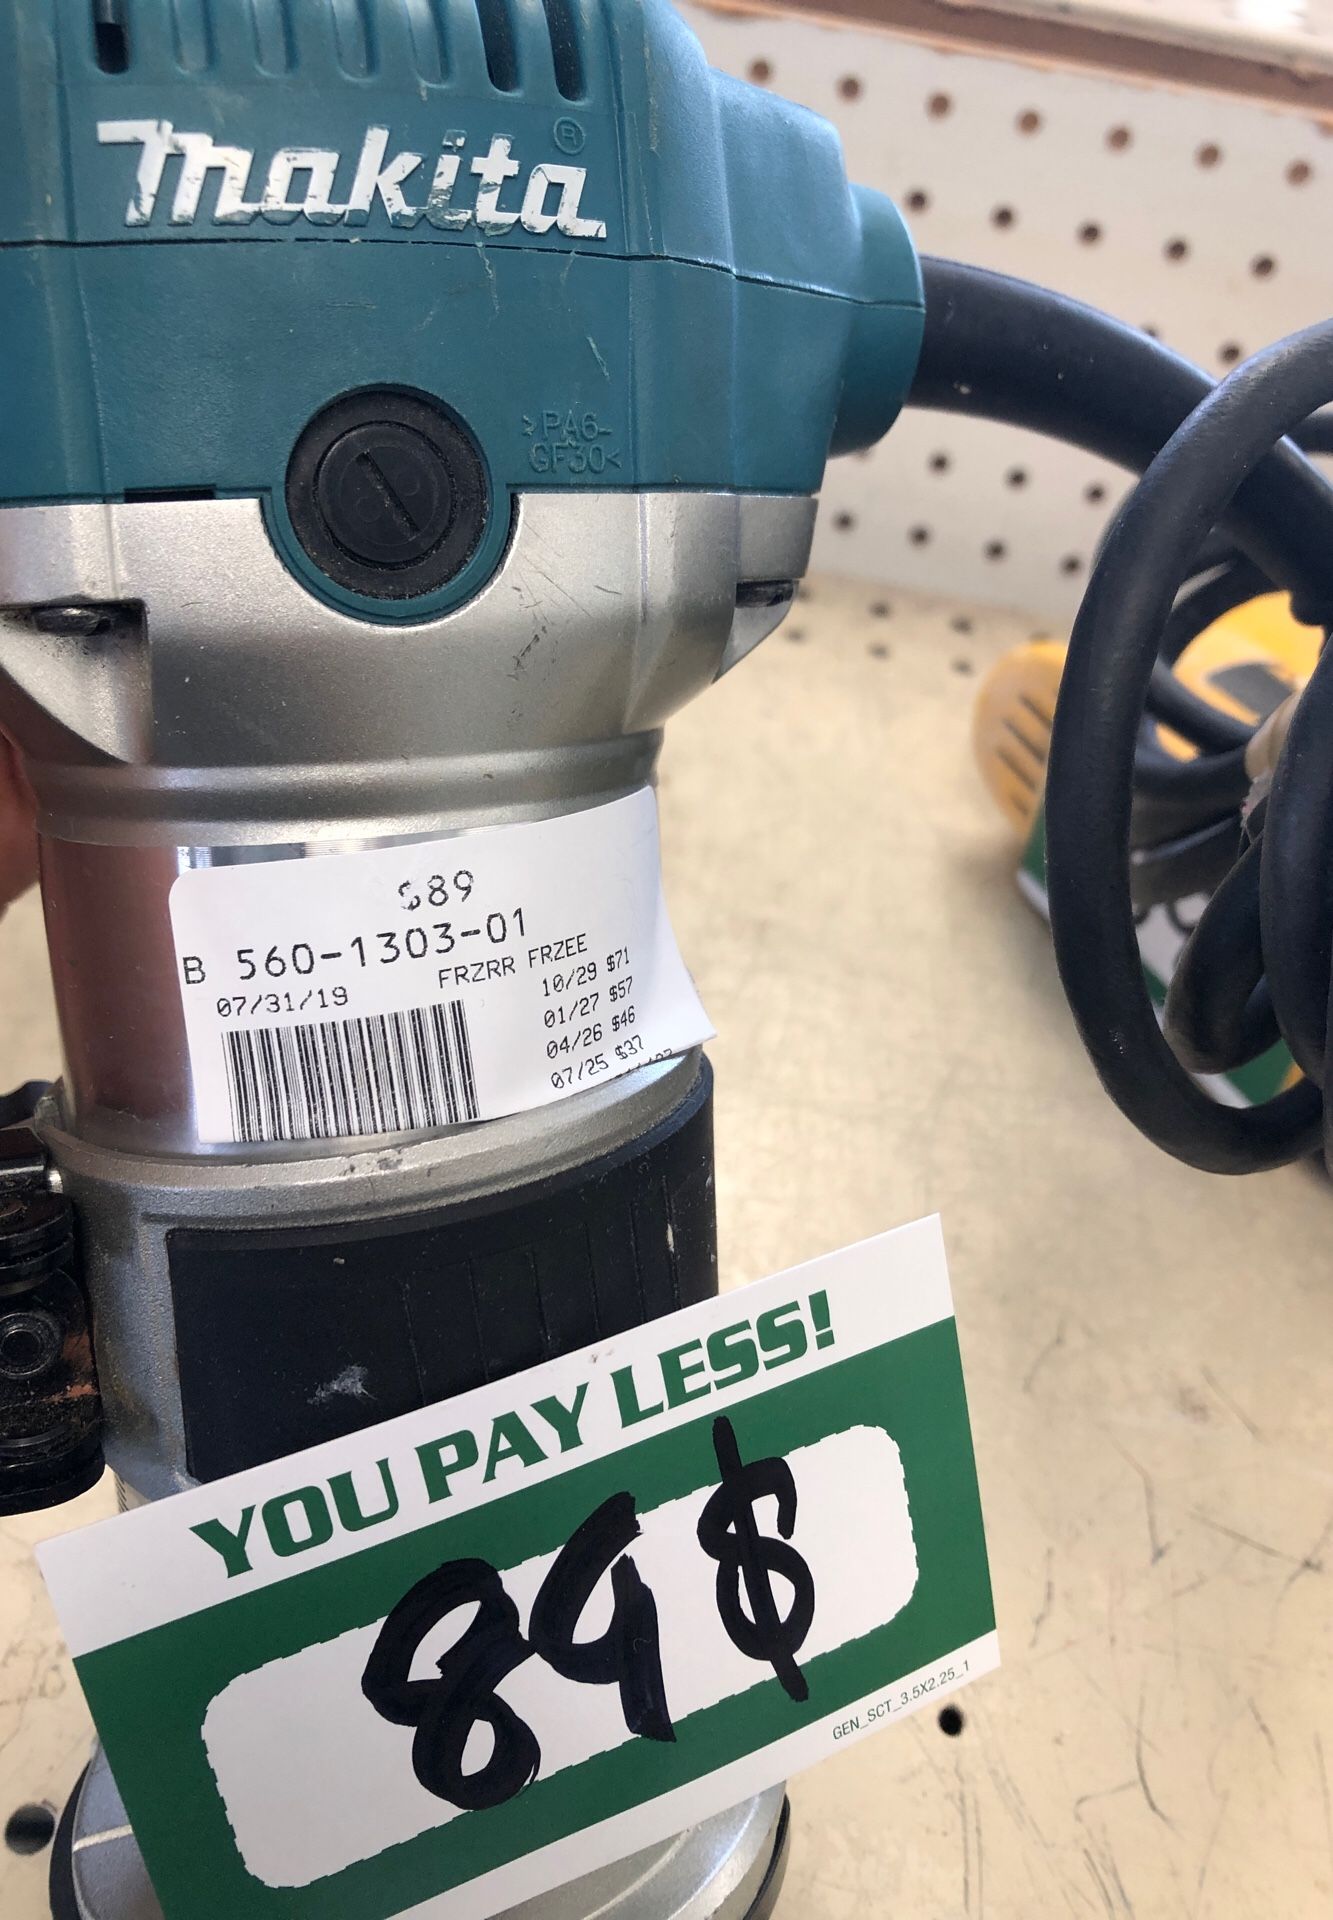 makita ®
>PA6-
GF30<
$89
B 560-1303-01
07/31/19 FRZRR FRZEE
10/29 $71
01/27 $57
04/26 $46
07/25 $37
YOU PAY LESS!
89$
GEN_SCT_3.5X2.25_1